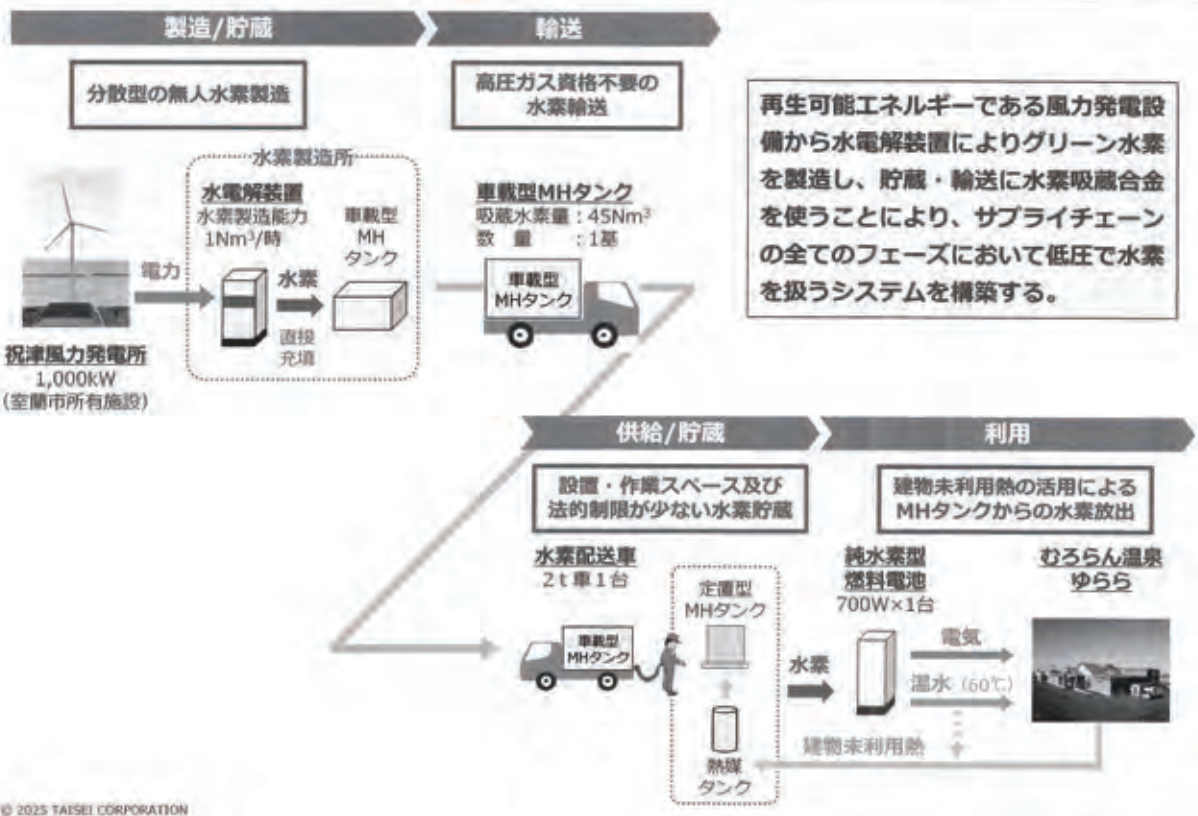 製造/貯蔵
輸送
分散型の無人水素製造
高圧ガス資格不要の
水素輸送
再生可能エネルギーである風力発電設
備から水電解装置によりグリーン水素
を製造し、貯蔵・輸送に水素吸蔵合金
を使うことにより、サプライチェーン
の全てのフェーズにおいて低圧で水素
を扱うシステムを構築する。
水素製造所
水電解装置
水素製造能力
1Nm³/時
車載型
MH
タンク
電力
水素
直接
充填
祝津風力発電所
1,000kW
(室蘭市所有施設)
車載型MHタンク
吸蔵水素量：45Nm³
数　量　：1基
車載型
MHタンク
供給/貯蔵
利用
設置・作業スペース及び
法的制限が少ない水素貯蔵
建物未利用熱の活用による
MHタンクからの水素放出
水素配送車
2t車1台
車載型
MHタンク
定置型
MHタンク
熱媒
タンク
水素
純水素型
燃料電池
700W×1台
電気
温水（60℃）
建物未利用熱
むろらん温泉
ゆらら
© 2025 TAISEI CORPORATION